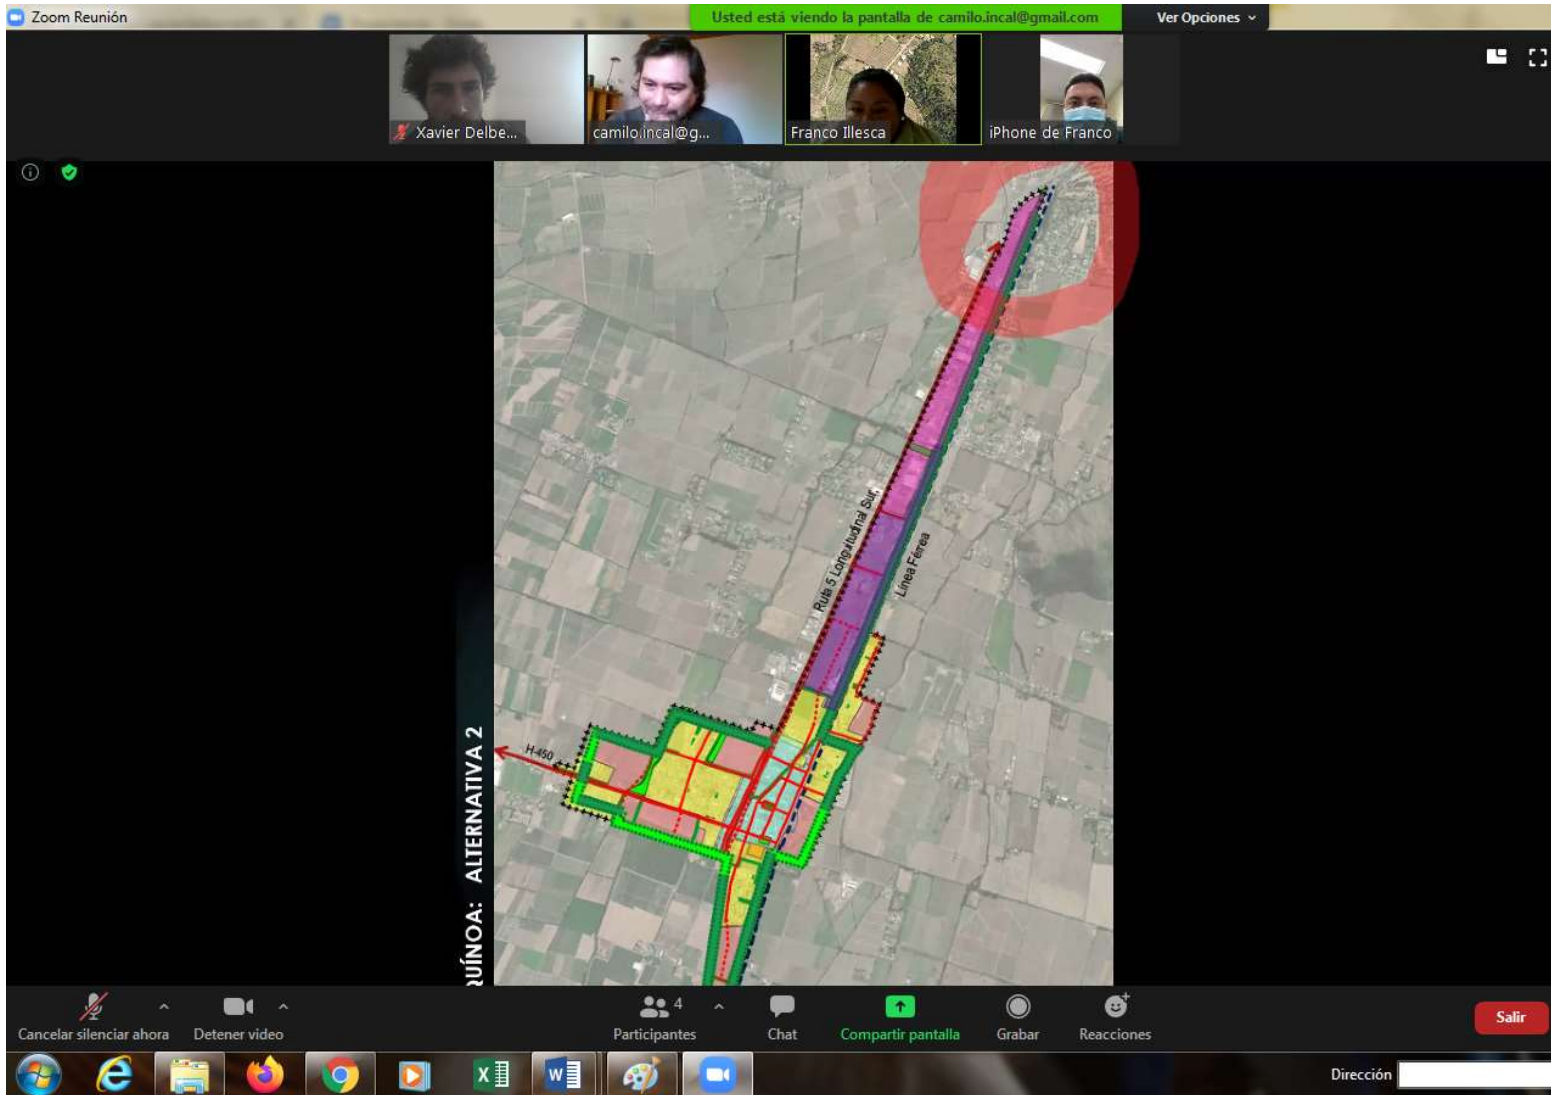 Zoom Reunión
Usted está viendo la pantalla de camilo.incal@gmail.com
Ver Opciones
Xavier Delbe...
camilo.incal@g...
Franco Illesca
iPhone de Franco
Ruta 5 Longitudinal Sur,
Línea Férea
H-450
QUÍNOA: ALTERNATIVA 2
Cancelar silenciar ahora
Detener video
4
Participantes
Chat
Compartir pantalla
Grabar
Reacciones
Salir
Dirección